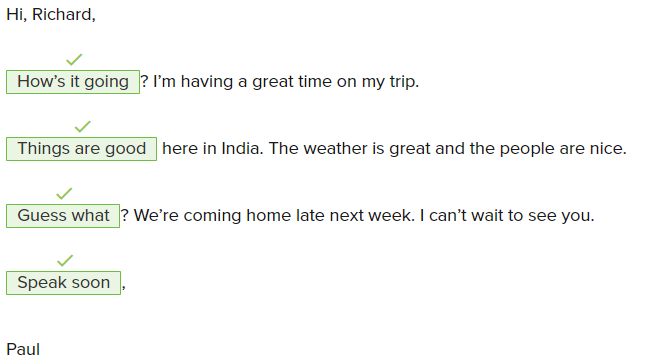 Hi, Richard,
How’s it going ? I’m having a great time on my trip.
Things are good here in India. The weather is great and the people are nice.
Guess what ? We’re coming home late next week. I can’t wait to see you.
Speak soon ,
Paul